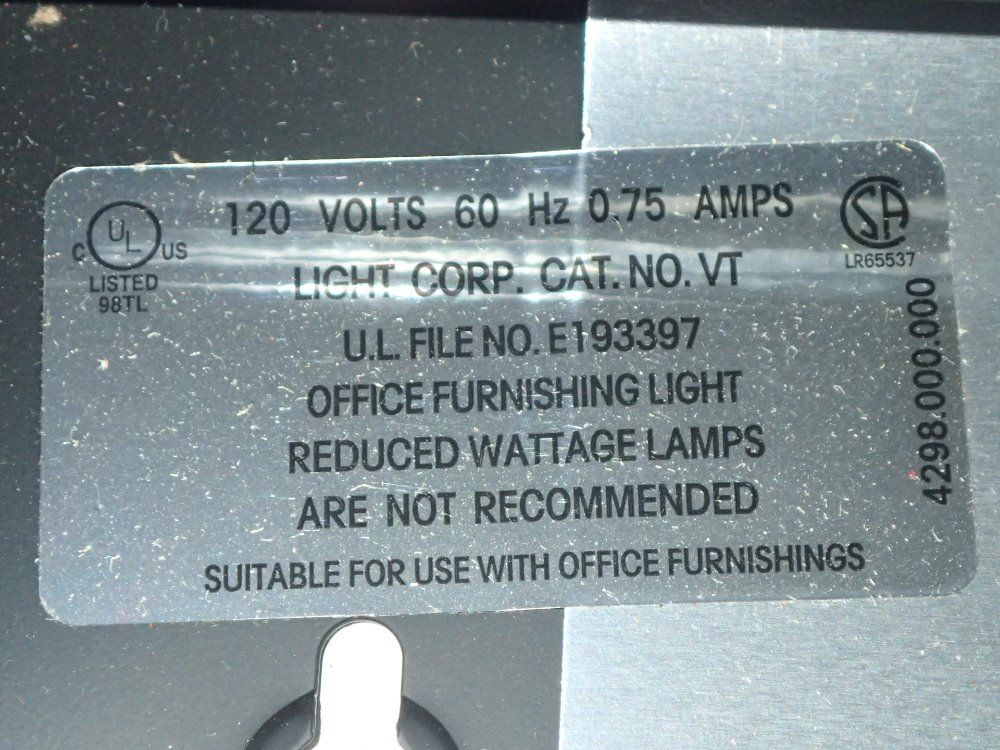 120 VOLTS 60 Hz 0.75 AMPS
C UL US
LISTED
98TL
SA
LR65537
LIGHT CORP. CAT. NO. VT
U.L. FILE NO. E193397
OFFICE FURNISHING LIGHT
REDUCED WATTAGE LAMPS
ARE NOT RECOMMENDED
SUITABLE FOR USE WITH OFFICE FURNISHINGS
4298.000.000